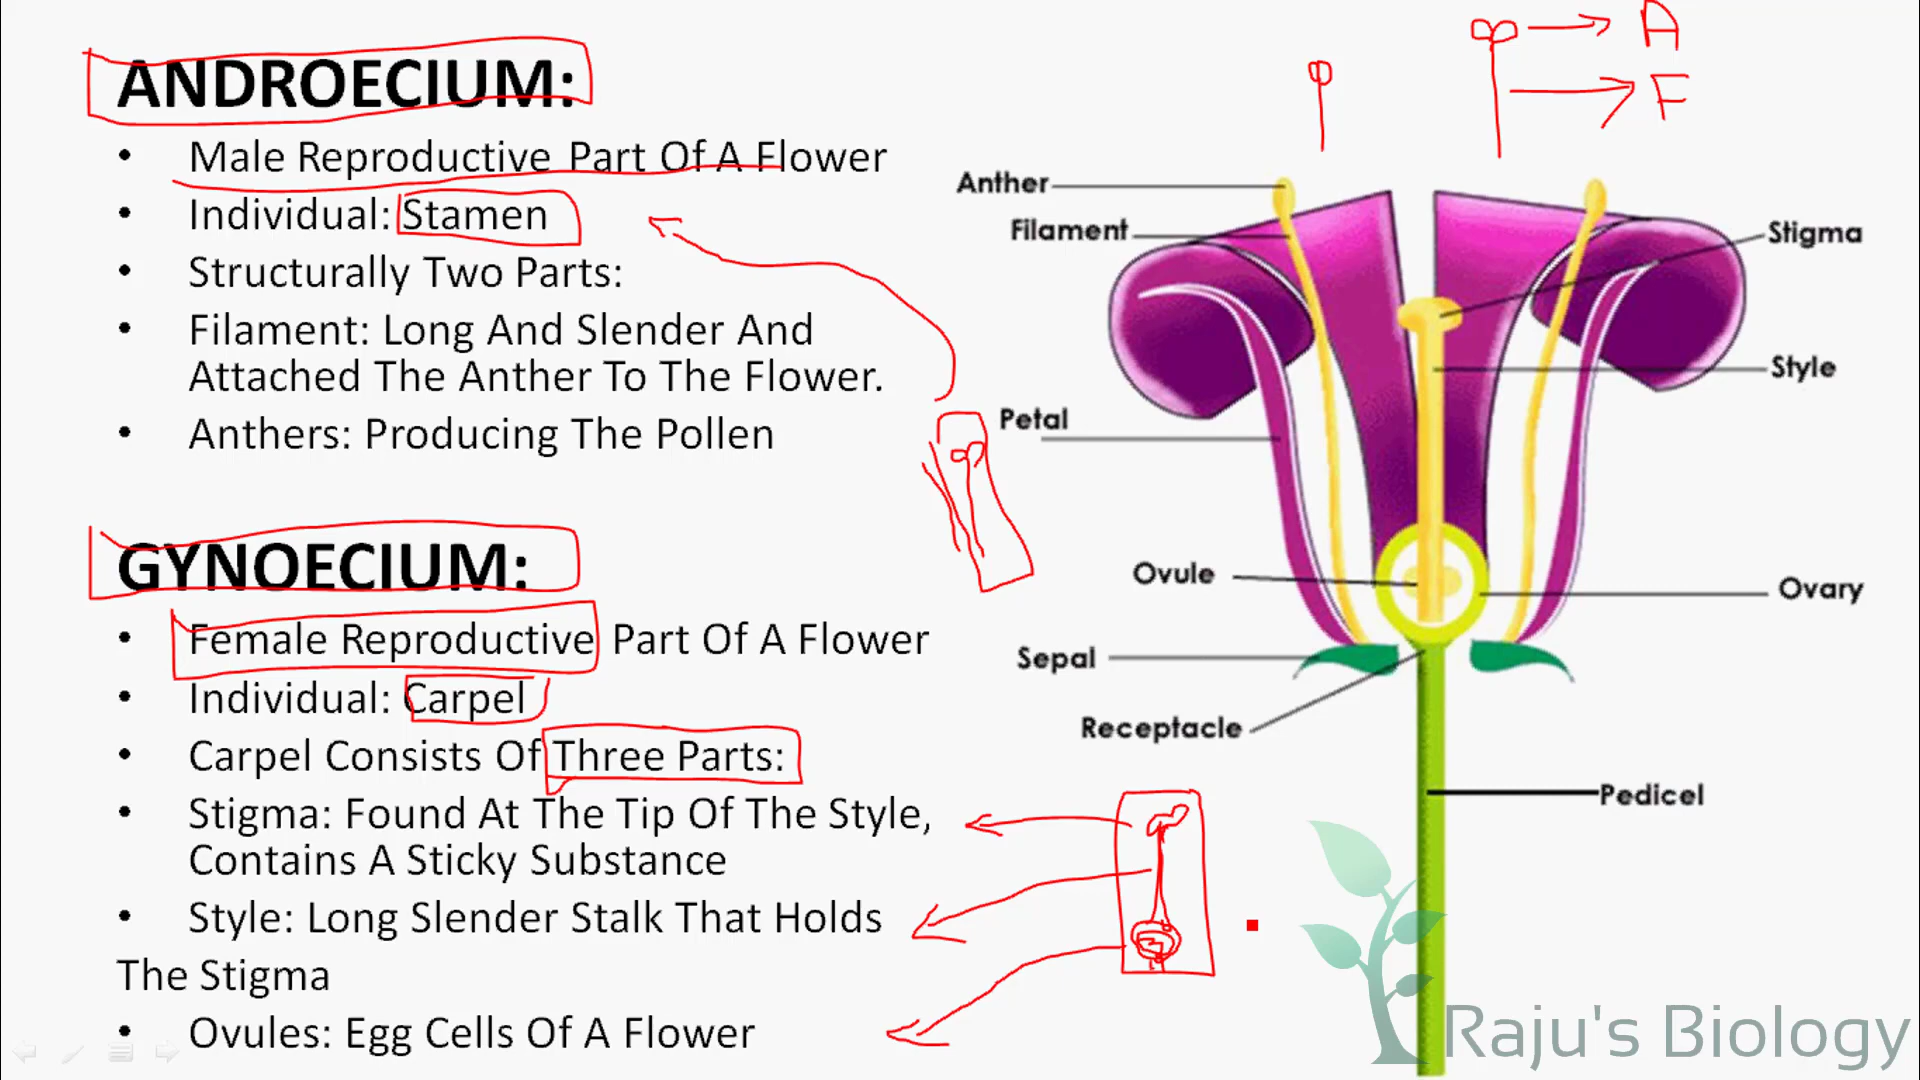 ANDROECIUM:
• Male Reproductive Part Of A Flower
• Individual: Stamen
• Structurally Two Parts:
• Filament: Long And Slender And
Attached The Anther To The Flower.
• Anthers: Producing The Pollen
GYNOECIUM:
• Female Reproductive Part Of A Flower
• Individual: Carpel
• Carpel Consists Of Three Parts:
• Stigma: Found At The Tip Of The Style,
Contains A Sticky Substance
• Style: Long Slender Stalk That Holds
The Stigma
• Ovules: Egg Cells Of A Flower
A
F
Anther
Filament
Stigma
Style
Petal
Ovule
Ovary
Sepal
Receptacle
Pedicel
Raju's Biology